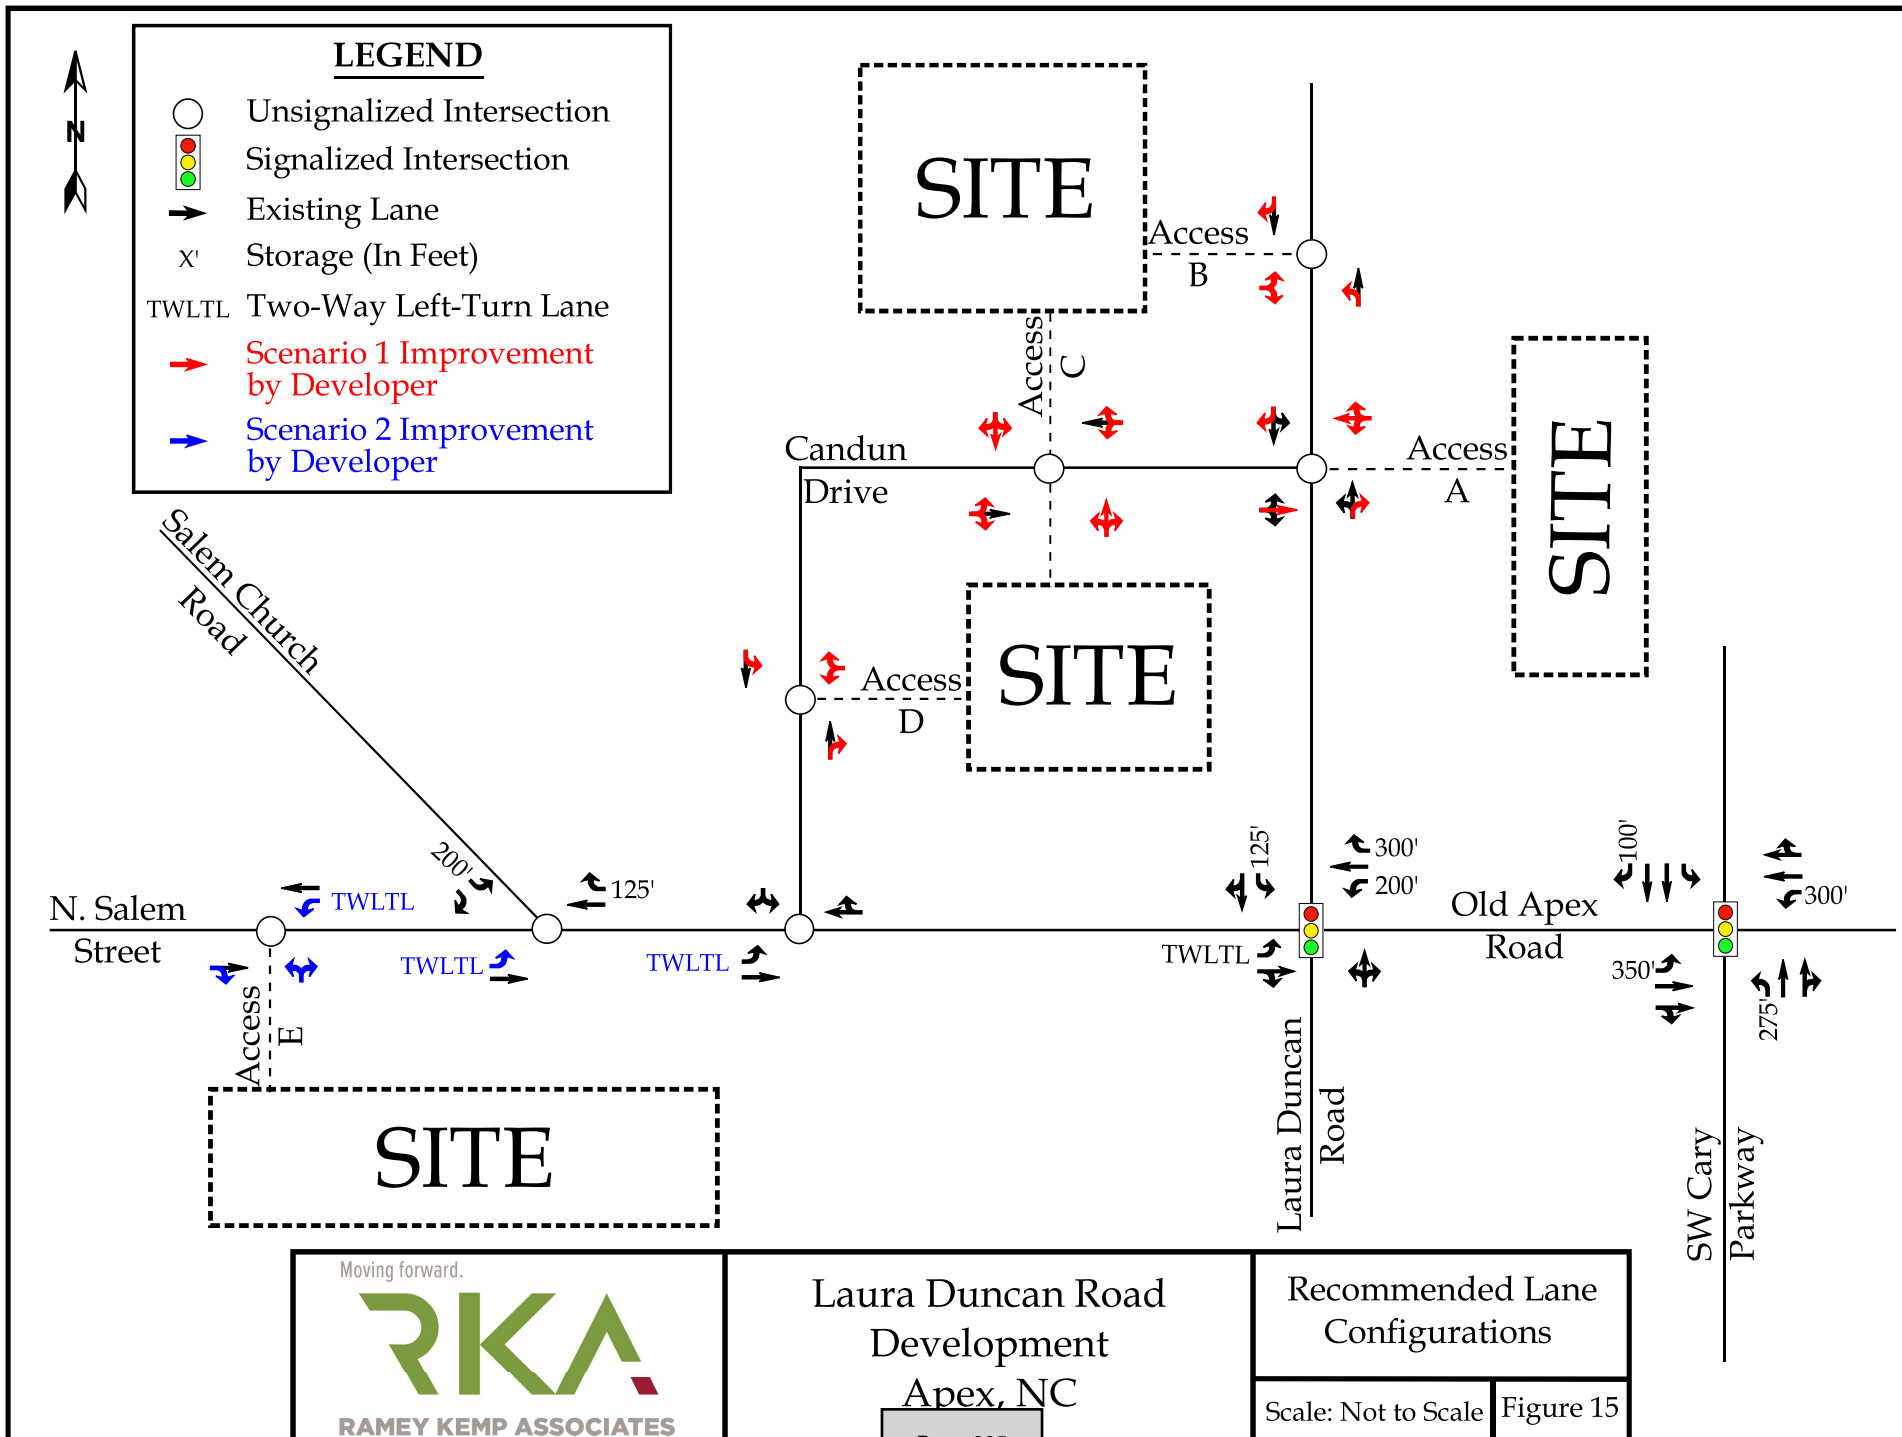 LEGEND
N
Unsignalized Intersection
Signalized Intersection
Existing Lane
X' Storage (In Feet)
TWLTL Two-Way Left-Turn Lane
Scenario 1 Improvement
by Developer
Scenario 2 Improvement
by Developer
SITE
Access
B
Access
C
Candun
Drive
Access
A
SITE
Salem Church
Road
SITE
Access
D
200'
125'
TWLTL
N. Salem
Street
TWLTL
TWLTL
125'
300'
200'
TWLTL
Old Apex
Road
100'
300'
350'
275'
Access
E
SITE
Laura Duncan
Road
SW Cary
Parkway
Moving forward.
RKA
RAMEY KEMP ASSOCIATES
Laura Duncan Road
Development
Apex, NC
Recommended Lane
Configurations
Scale: Not to Scale
Figure 15